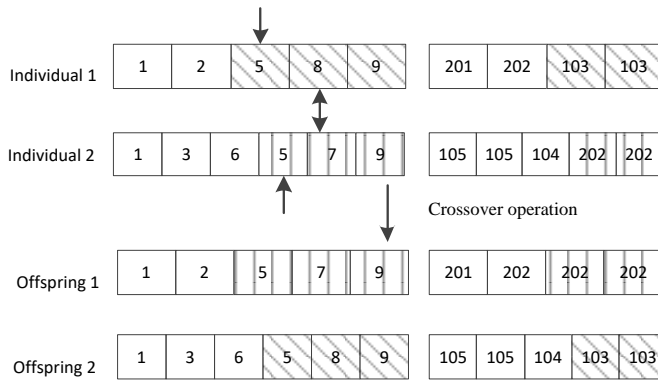 Individual 1 1 2 5 8 9 201 202 103 103
Individual 2 1 3 6 5 7 9 105 105 104 202 202
Crossover operation
Offspring 1 1 2 5 7 9 201 202 202 202
Offspring 2 1 3 6 5 8 9 105 105 104 103 103